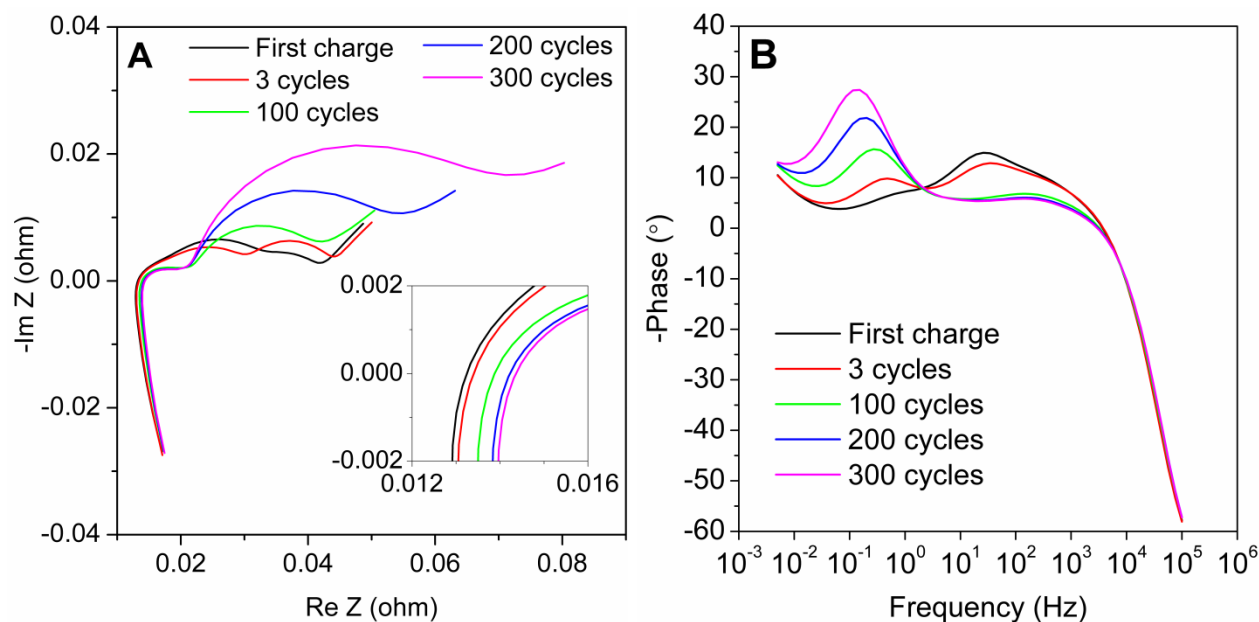 A
First charge
3 cycles
100 cycles
200 cycles
300 cycles
-Im Z (ohm)
0.04
0.02
0.00
-0.02
-0.04
0.002
0.000
-0.002
0.012
0.016
0.02
0.04
0.06
0.08
Re Z (ohm)
B
-Phase (°)
40
30
20
10
0
-10
-20
-30
-40
-50
-60
First charge
3 cycles
100 cycles
200 cycles
300 cycles
10⁻³ 10⁻² 10⁻¹ 10⁰ 10¹ 10² 10³ 10⁴ 10⁵ 10⁶
Frequency (Hz)